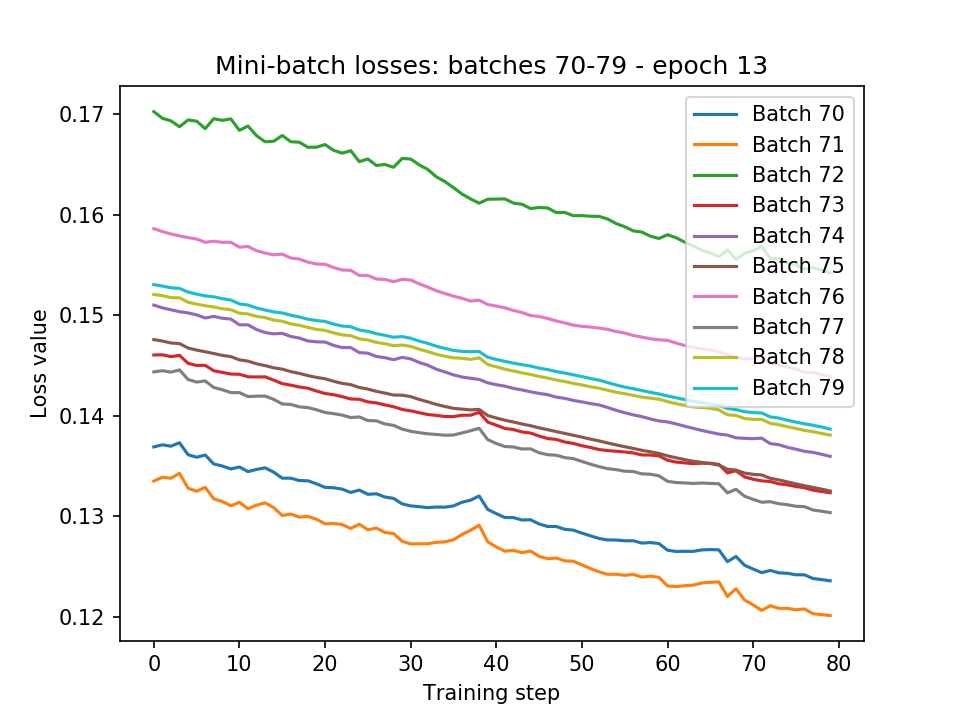 Mini-batch losses: batches 70-79 - epoch 13
Loss value
0.17
0.16
0.15
0.14
0.13
0.12
Batch 70
Batch 71
Batch 72
Batch 73
Batch 74
Batch 75
Batch 76
Batch 77
Batch 78
Batch 79
0 10 20 30 40 50 60 70 80
Training step